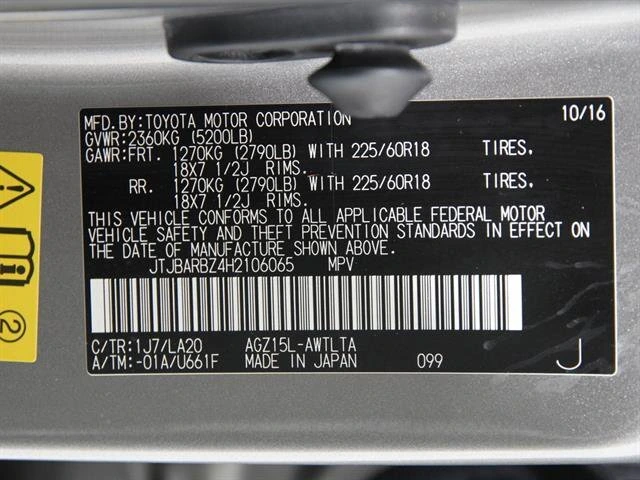 MFD.BY:TOYOTA MOTOR CORPORATION 10/16
GVWR:2360KG (5200LB)
GAWR:FRT. 1270KG (2790LB) WITH 225/60R18 TIRES.
18X7 1/2J RIMS.
RR. 1270KG (2790LB) WITH 225/60R18 TIRES.
18X7 1/2J RIMS.
THIS VEHICLE CONFORMS TO ALL APPLICABLE FEDERAL MOTOR
VEHICLE SAFETY AND THEFT PREVENTION STANDARDS IN EFFECT ON
THE DATE OF MANUFACTURE SHOWN ABOVE.
JTJBARBZ4H2106065 MPV
C/TR:1J7/LA20 AGZ15L-AWTLTA
A/TM:-01A/U661F MADE IN JAPAN 099 J
2